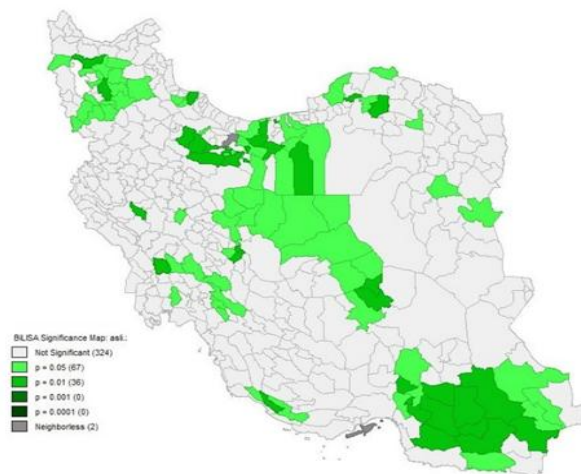 BiLISA Significance Map: asli.:
Not Significant (324)
p = 0.05 (67)
p = 0.01 (36)
p = 0.001 (0)
p = 0.0001 (0)
Neighborless (2)